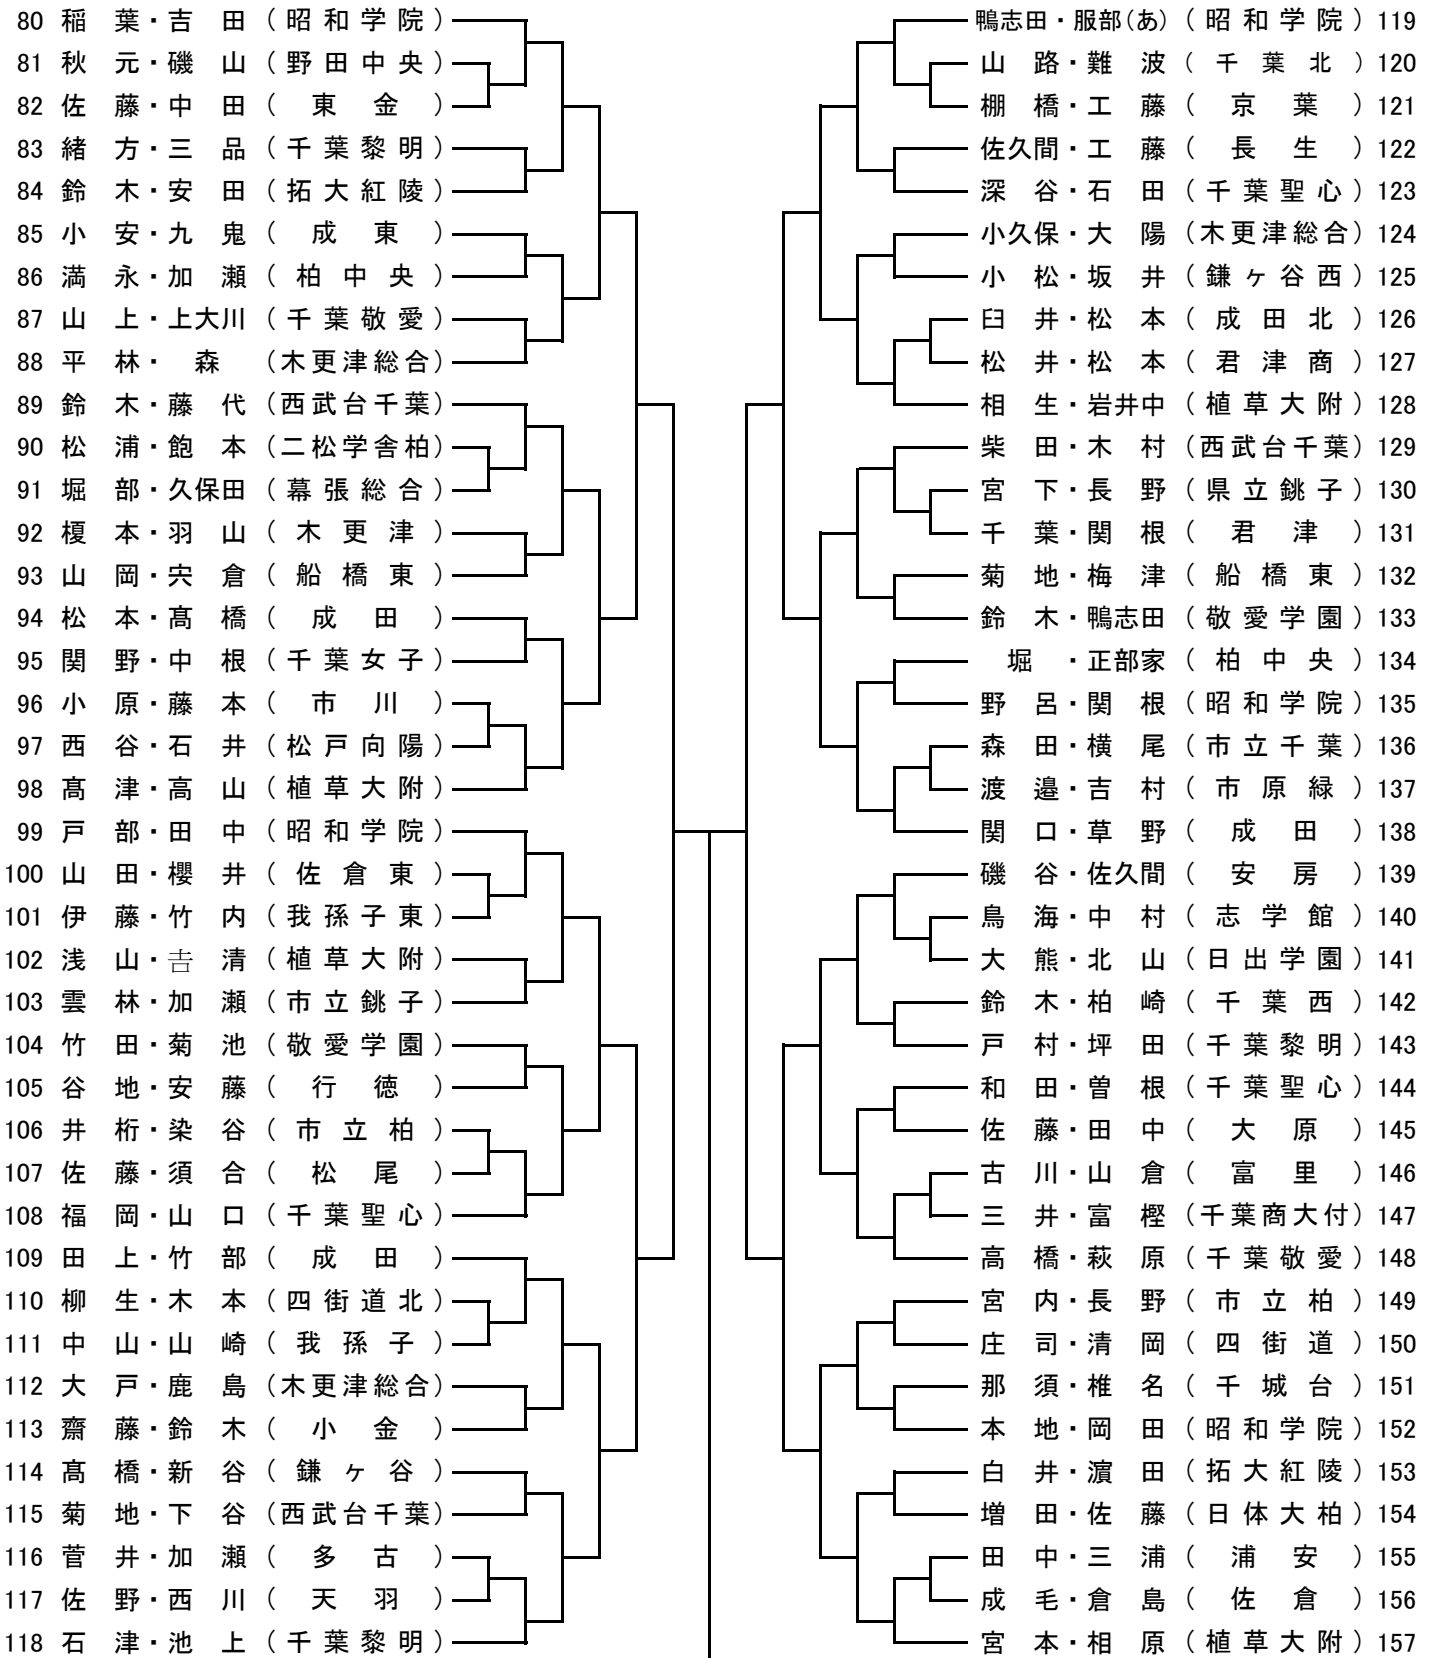 80 稲葉・吉田（昭和学院）
81 秋元・磯山（野田中央）
82 佐藤・中田（東金）
83 緒方・三品（千葉黎明）
84 鈴木・安田（拓大紅陵）
85 小安・九鬼（成東）
86 満永・加瀬（柏中央）
87 山上・上大川（千葉敬愛）
88 平林・森（木更津総合）
89 鈴木・藤代（西武台千葉）
90 松浦・飽本（二松学舎柏）
91 堀部・久保田（幕張総合）
92 榎本・羽山（木更津）
93 山岡・宍倉（船橋東）
94 松本・髙橋（成田）
95 関野・中根（千葉女子）
96 小原・藤本（市川）
97 西谷・石井（松戸向陽）
98 髙津・高山（植草大附）
99 戸部・田中（昭和学院）
100 山田・櫻井（佐倉東）
101 伊藤・竹内（我孫子東）
102 浅山・𠮷清（植草大附）
103 雲林・加瀬（市立銚子）
104 竹田・菊池（敬愛学園）
105 谷地・安藤（行徳）
106 井桁・染谷（市立柏）
107 佐藤・須合（松尾）
108 福岡・山口（千葉聖心）
109 田上・竹部（成田）
110 柳生・木本（四街道北）
111 中山・山崎（我孫子）
112 大戸・鹿島（木更津総合）
113 齋藤・鈴木（小金）
114 髙橋・新谷（鎌ヶ谷）
115 菊地・下谷（西武台千葉）
116 菅井・加瀬（多古）
117 佐野・西川（天羽）
118 石津・池上（千葉黎明）
鴨志田・服部(あ)（昭和学院）119
山路・難波（千葉北）120
棚橋・工藤（京葉）121
佐久間・工藤（長生）122
深谷・石田（千葉聖心）123
小久保・大陽（木更津総合）124
小松・坂井（鎌ヶ谷西）125
臼井・松本（成田北）126
松井・松本（君津商）127
相生・岩井中（植草大附）128
柴田・木村（西武台千葉）129
宮下・長野（県立銚子）130
千葉・関根（君津）131
菊地・梅津（船橋東）132
鈴木・鴨志田（敬愛学園）133
堀・正部家（柏中央）134
野呂・関根（昭和学院）135
森田・横尾（市立千葉）136
渡邉・吉村（市原緑）137
関口・草野（成田）138
磯谷・佐久間（安房）139
鳥海・中村（志学館）140
大熊・北山（日出学園）141
鈴木・柏崎（千葉西）142
戸村・坪田（千葉黎明）143
和田・曽根（千葉聖心）144
佐藤・田中（大原）145
古川・山倉（富里）146
三井・富樫（千葉商大付）147
高橋・萩原（千葉敬愛）148
宮内・長野（市立柏）149
庄司・清岡（四街道）150
那須・椎名（千城台）151
本地・岡田（昭和学院）152
白井・濵田（拓大紅陵）153
増田・佐藤（日体大柏）154
田中・三浦（浦安）155
成毛・倉島（佐倉）156
宮本・相原（植草大附）157